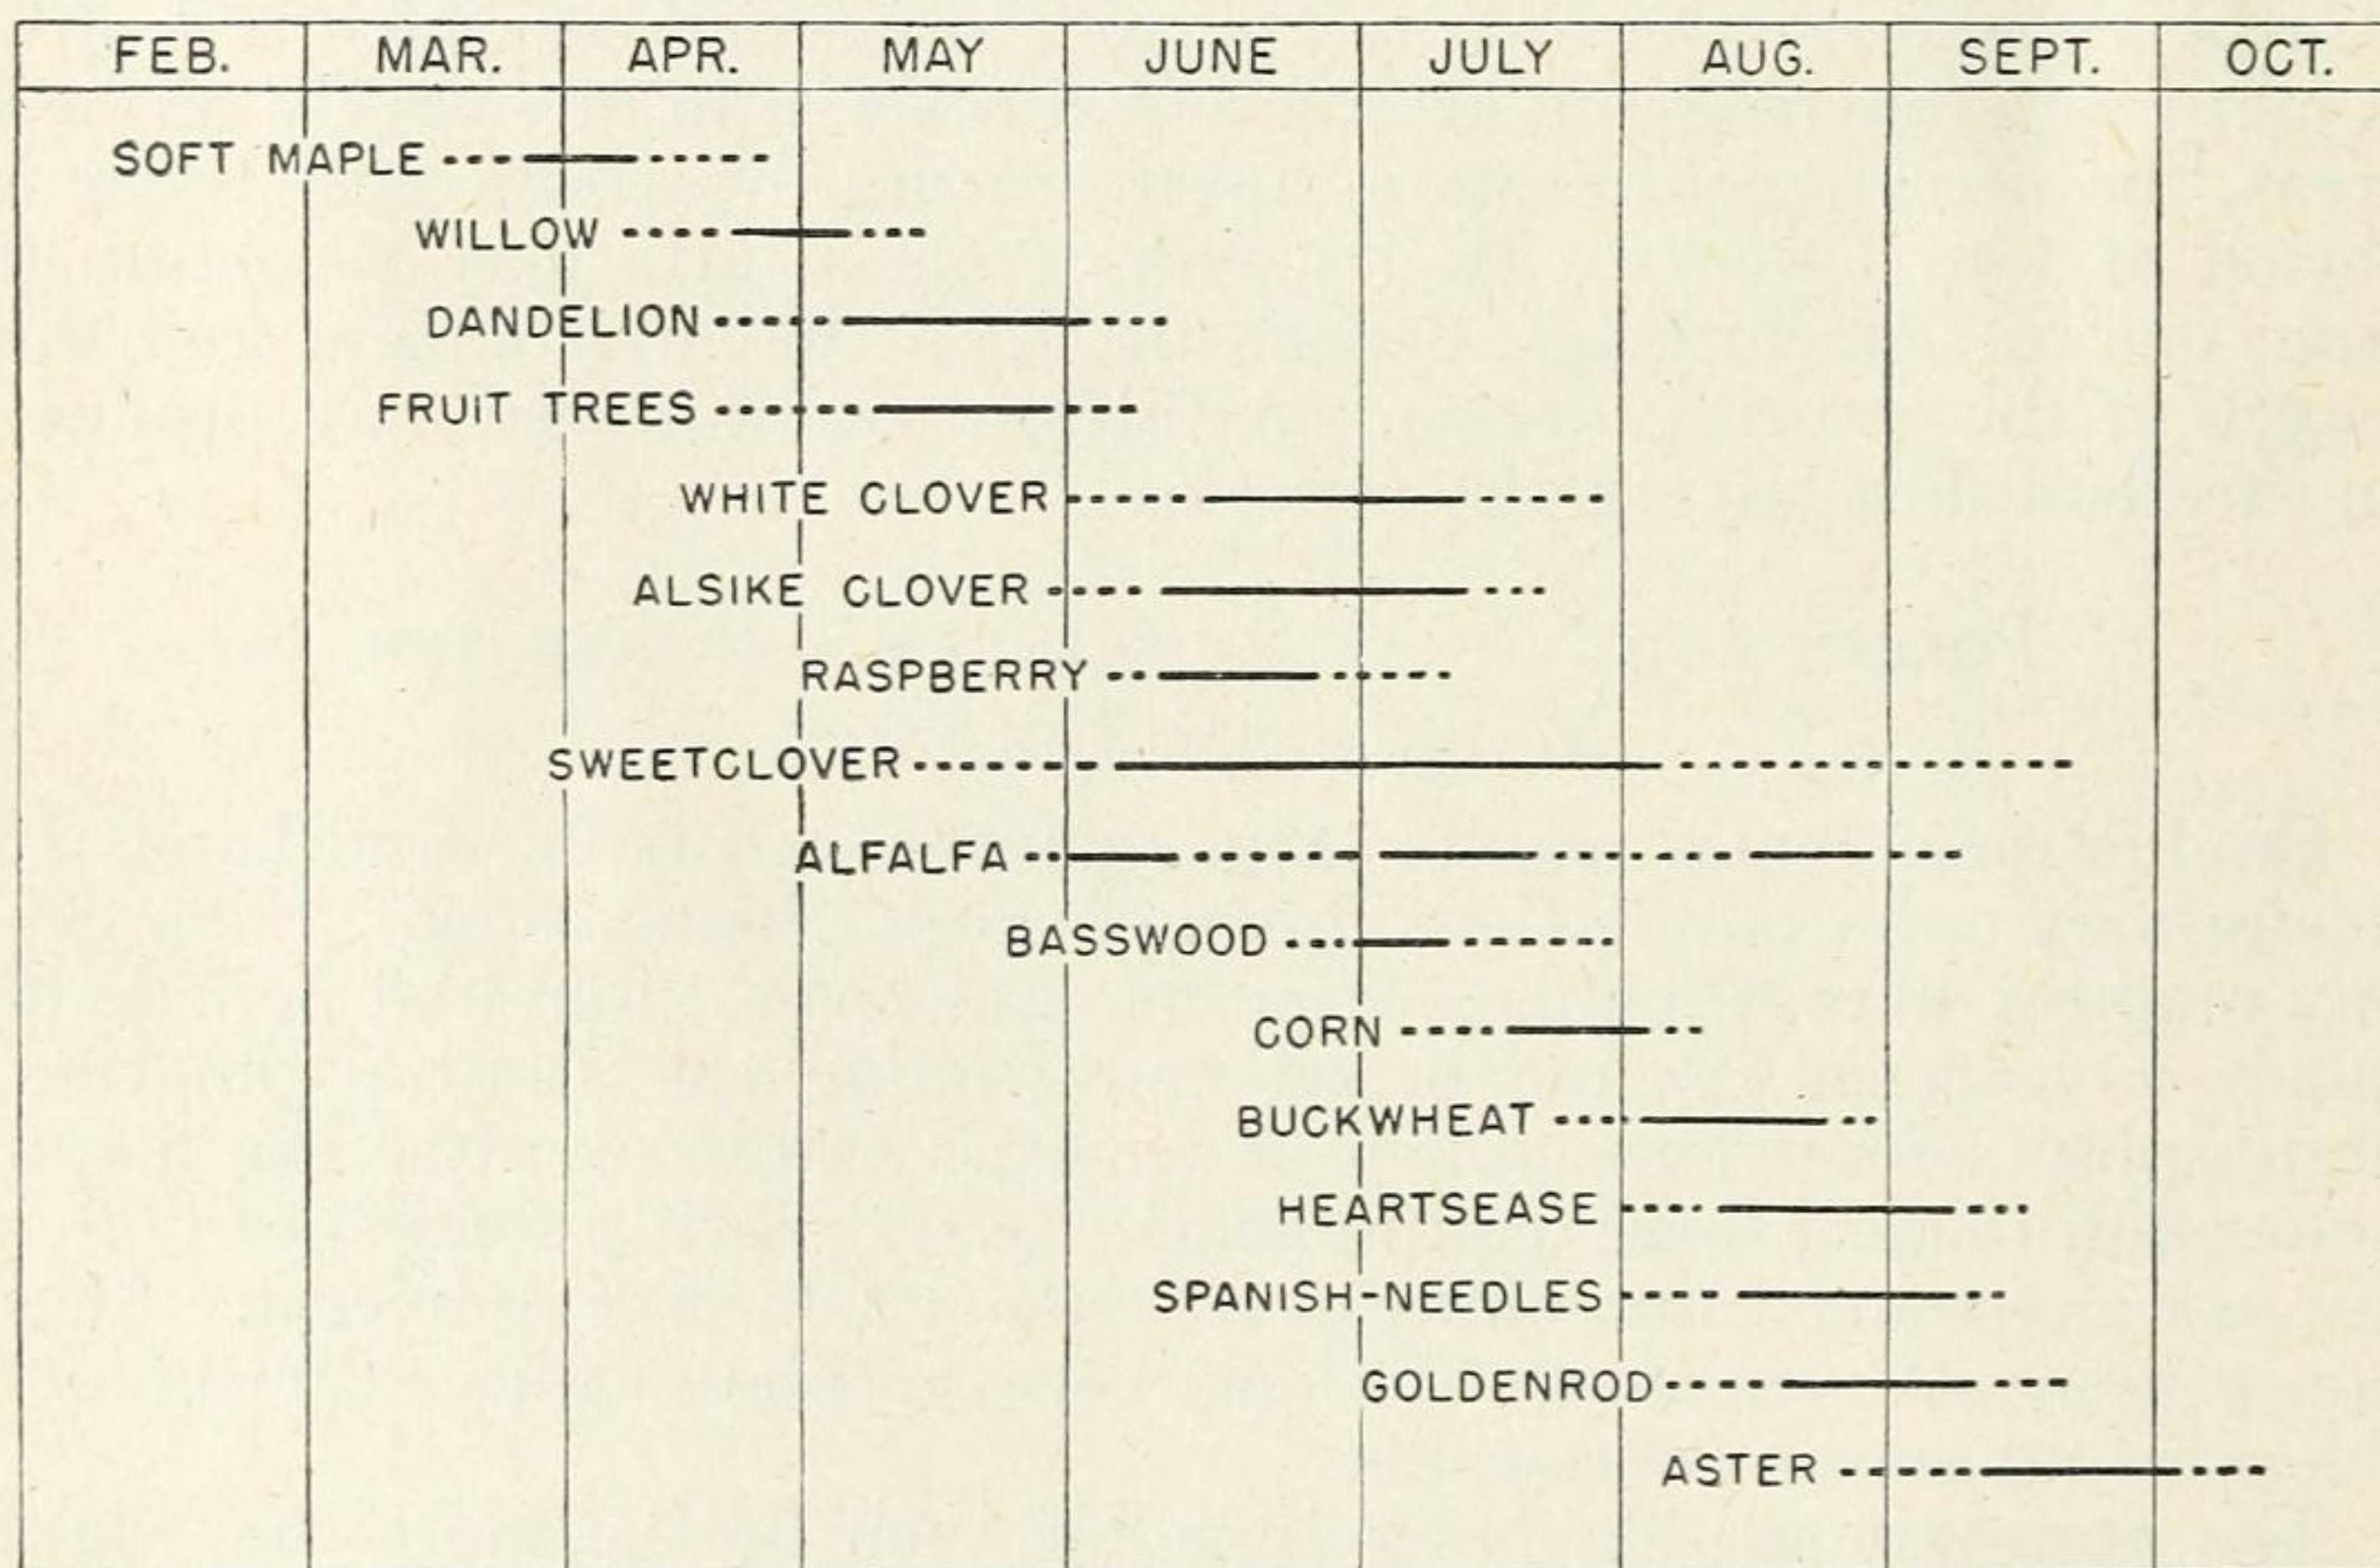 FEB. MAR. APR. MAY JUNE JULY AUG. SEPT. OCT.
SOFT MAPLE
WILLOW
DANDELION
FRUIT TREES
WHITE CLOVER
ALSIKE CLOVER
RASPBERRY
SWEETCLOVER
ALFALFA
BASSWOOD
CORN
BUCKWHEAT
HEARTSEASE
SPANISH-NEEDLES
GOLDENROD
ASTER